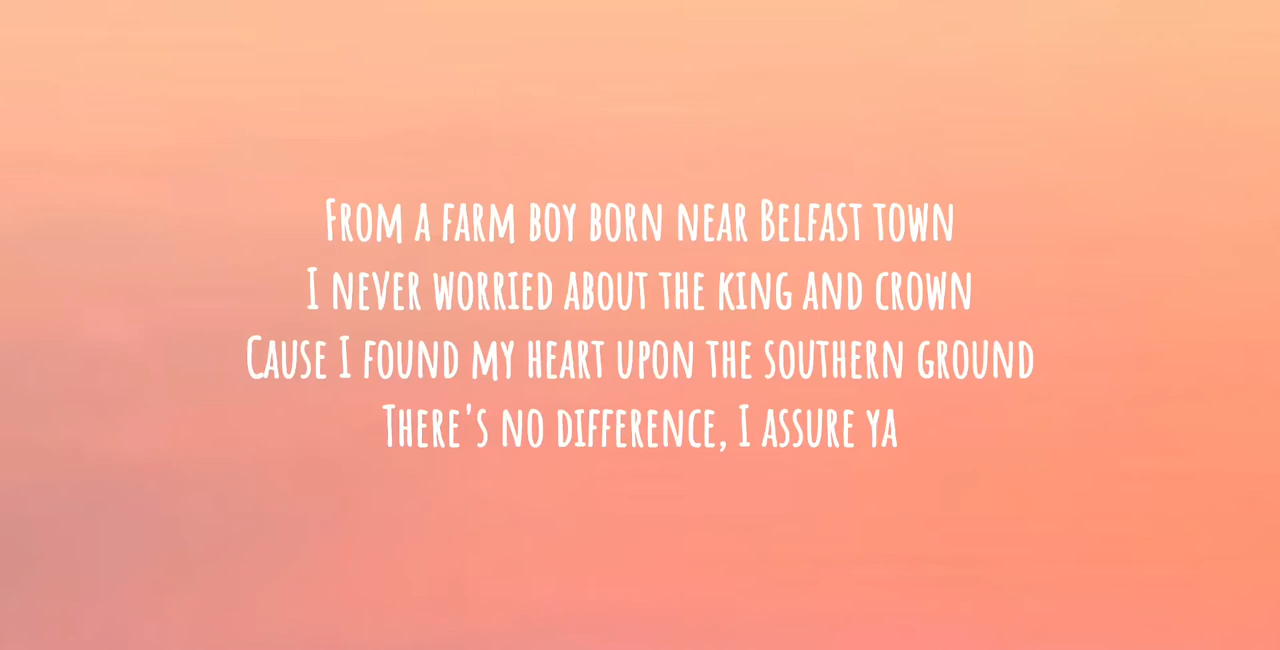 From a farm boy born near Belfast town
I never worried about the king and crown
Cause I found my heart upon the southern ground
There's no difference, I assure ya